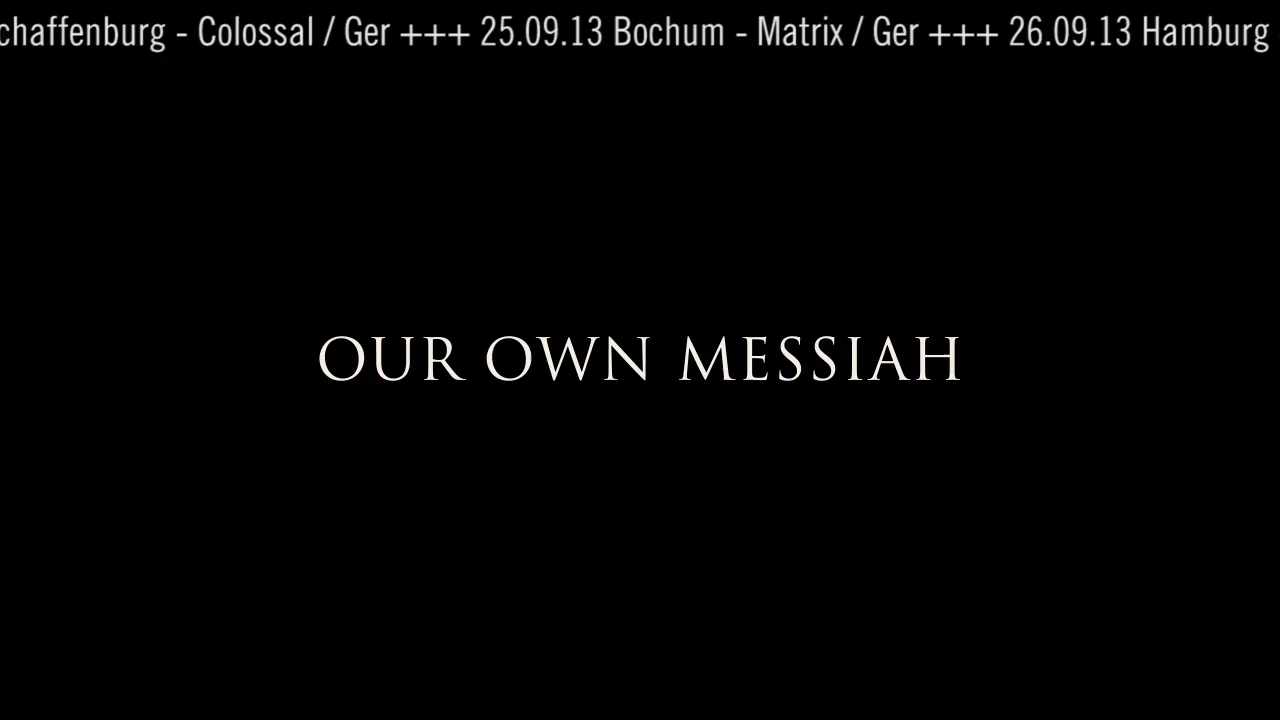 chaffenburg - Colossal / Ger +++ 25.09.13 Bochum - Matrix / Ger +++ 26.09.13 Hamburg
OUR OWN MESSIAH